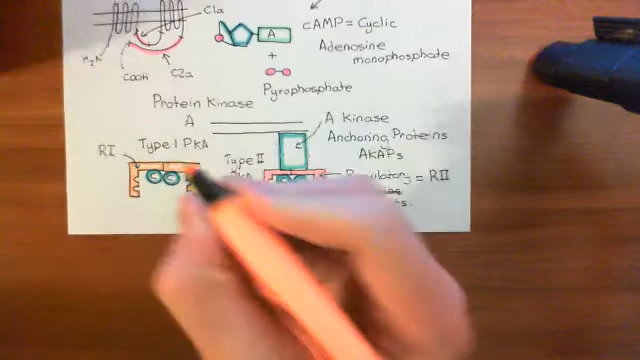 C1a
A
cAMP = Cyclic
Adenosine
monophosphate
+
H₂N
COOH
C2a
Pyrophosphate
Protein Kinase
A
A Kinase
Anchoring Proteins
AKAPs
Type I PKA
RI
C C
Type II
Regulatory = RII